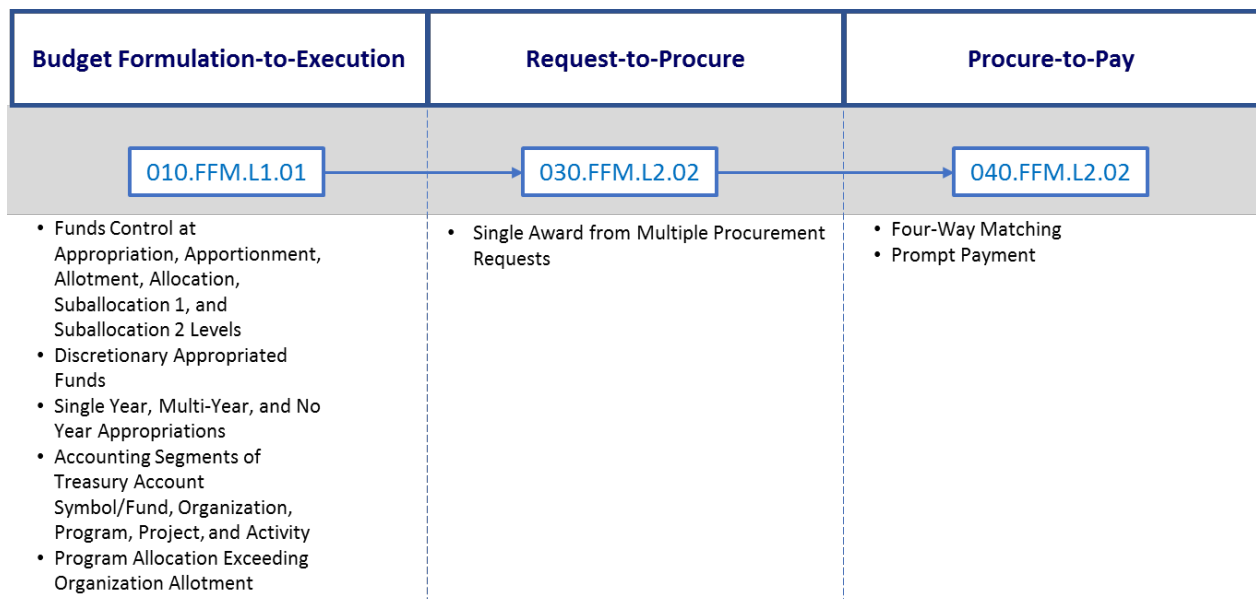 Budget Formulation-to-Execution
Request-to-Procure
Procure-to-Pay
010.FFM.L1.01
030.FFM.L2.02
040.FFM.L2.02
• Funds Control at
Appropriation, Apportionment,
Allotment, Allocation,
Suballocation 1, and
Suballocation 2 Levels
• Discretionary Appropriated
Funds
• Single Year, Multi-Year, and No
Year Appropriations
• Accounting Segments of
Treasury Account
Symbol/Fund, Organization,
Program, Project, and Activity
• Program Allocation Exceeding
Organization Allotment
• Single Award from Multiple Procurement
Requests
• Four-Way Matching
• Prompt Payment